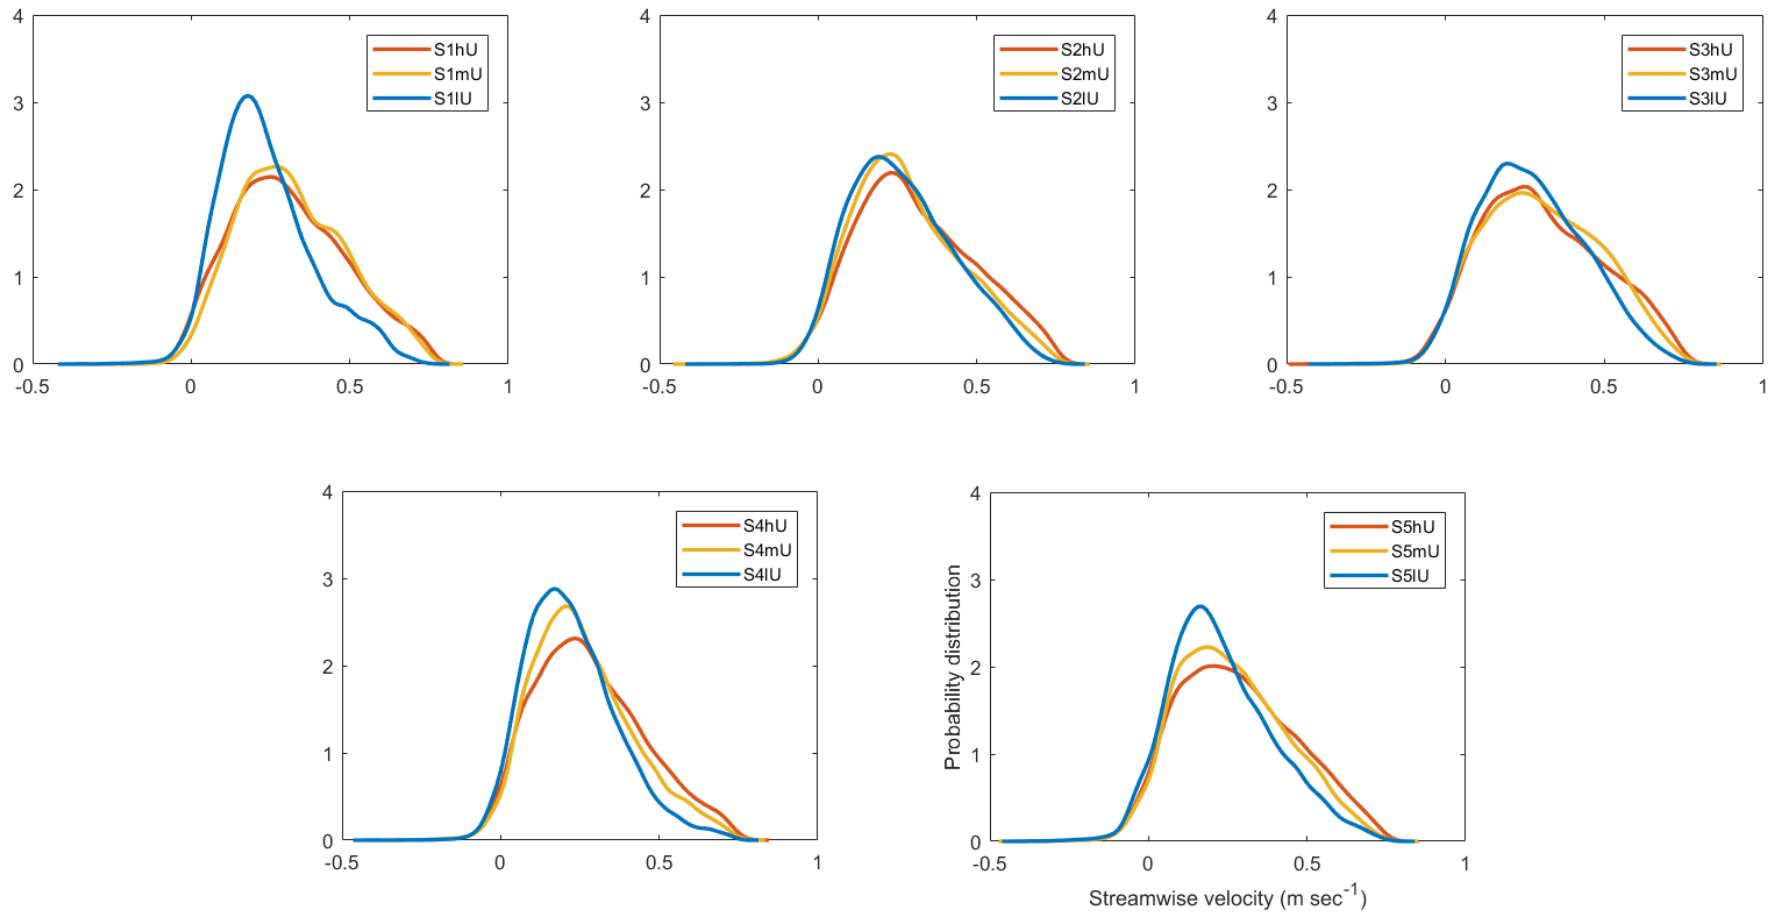 4
3
2
1
0
-0.5
0
0.5
1
S1hU
S1mU
S1lU
4
3
2
1
0
-0.5
0
0.5
1
S2hU
S2mU
S2lU
4
3
2
1
0
-0.5
0
0.5
1
S3hU
S3mU
S3lU
4
3
2
1
0
-0.5
0
0.5
1
S4hU
S4mU
S4lU
Probability distribution
4
3
2
1
0
-0.5
0
0.5
1
S5hU
S5mU
S5lU
Streamwise velocity (m sec⁻¹)